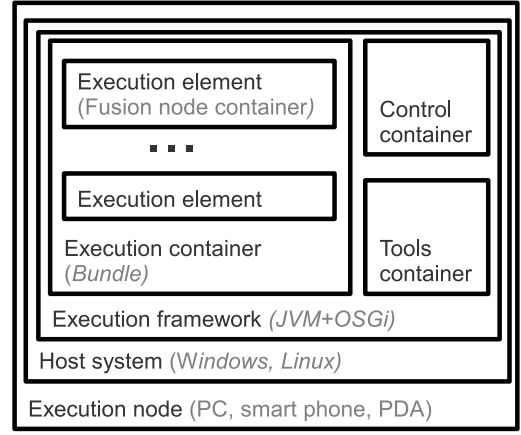 Execution element
(Fusion node container)
...
Execution element
Execution container
(Bundle)
Control
container
Tools
container
Execution framework (JVM+OSGi)
Host system (Windows, Linux)
Execution node (PC, smart phone, PDA)